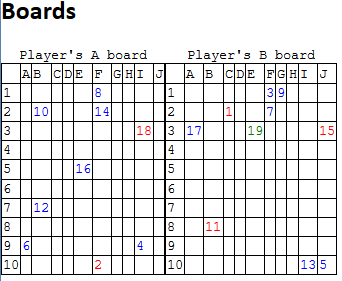 Boards
Player's A board Player's B board
A B C D E F G H I J A B C D E F G H I J
1 8 1 3 9
2 10 14 2 1 7
3 18 3 17 19 15
4 4
5 16 5
6 6
7 12 7
8 8 11
9 6 4 9
10 2 10 13 5